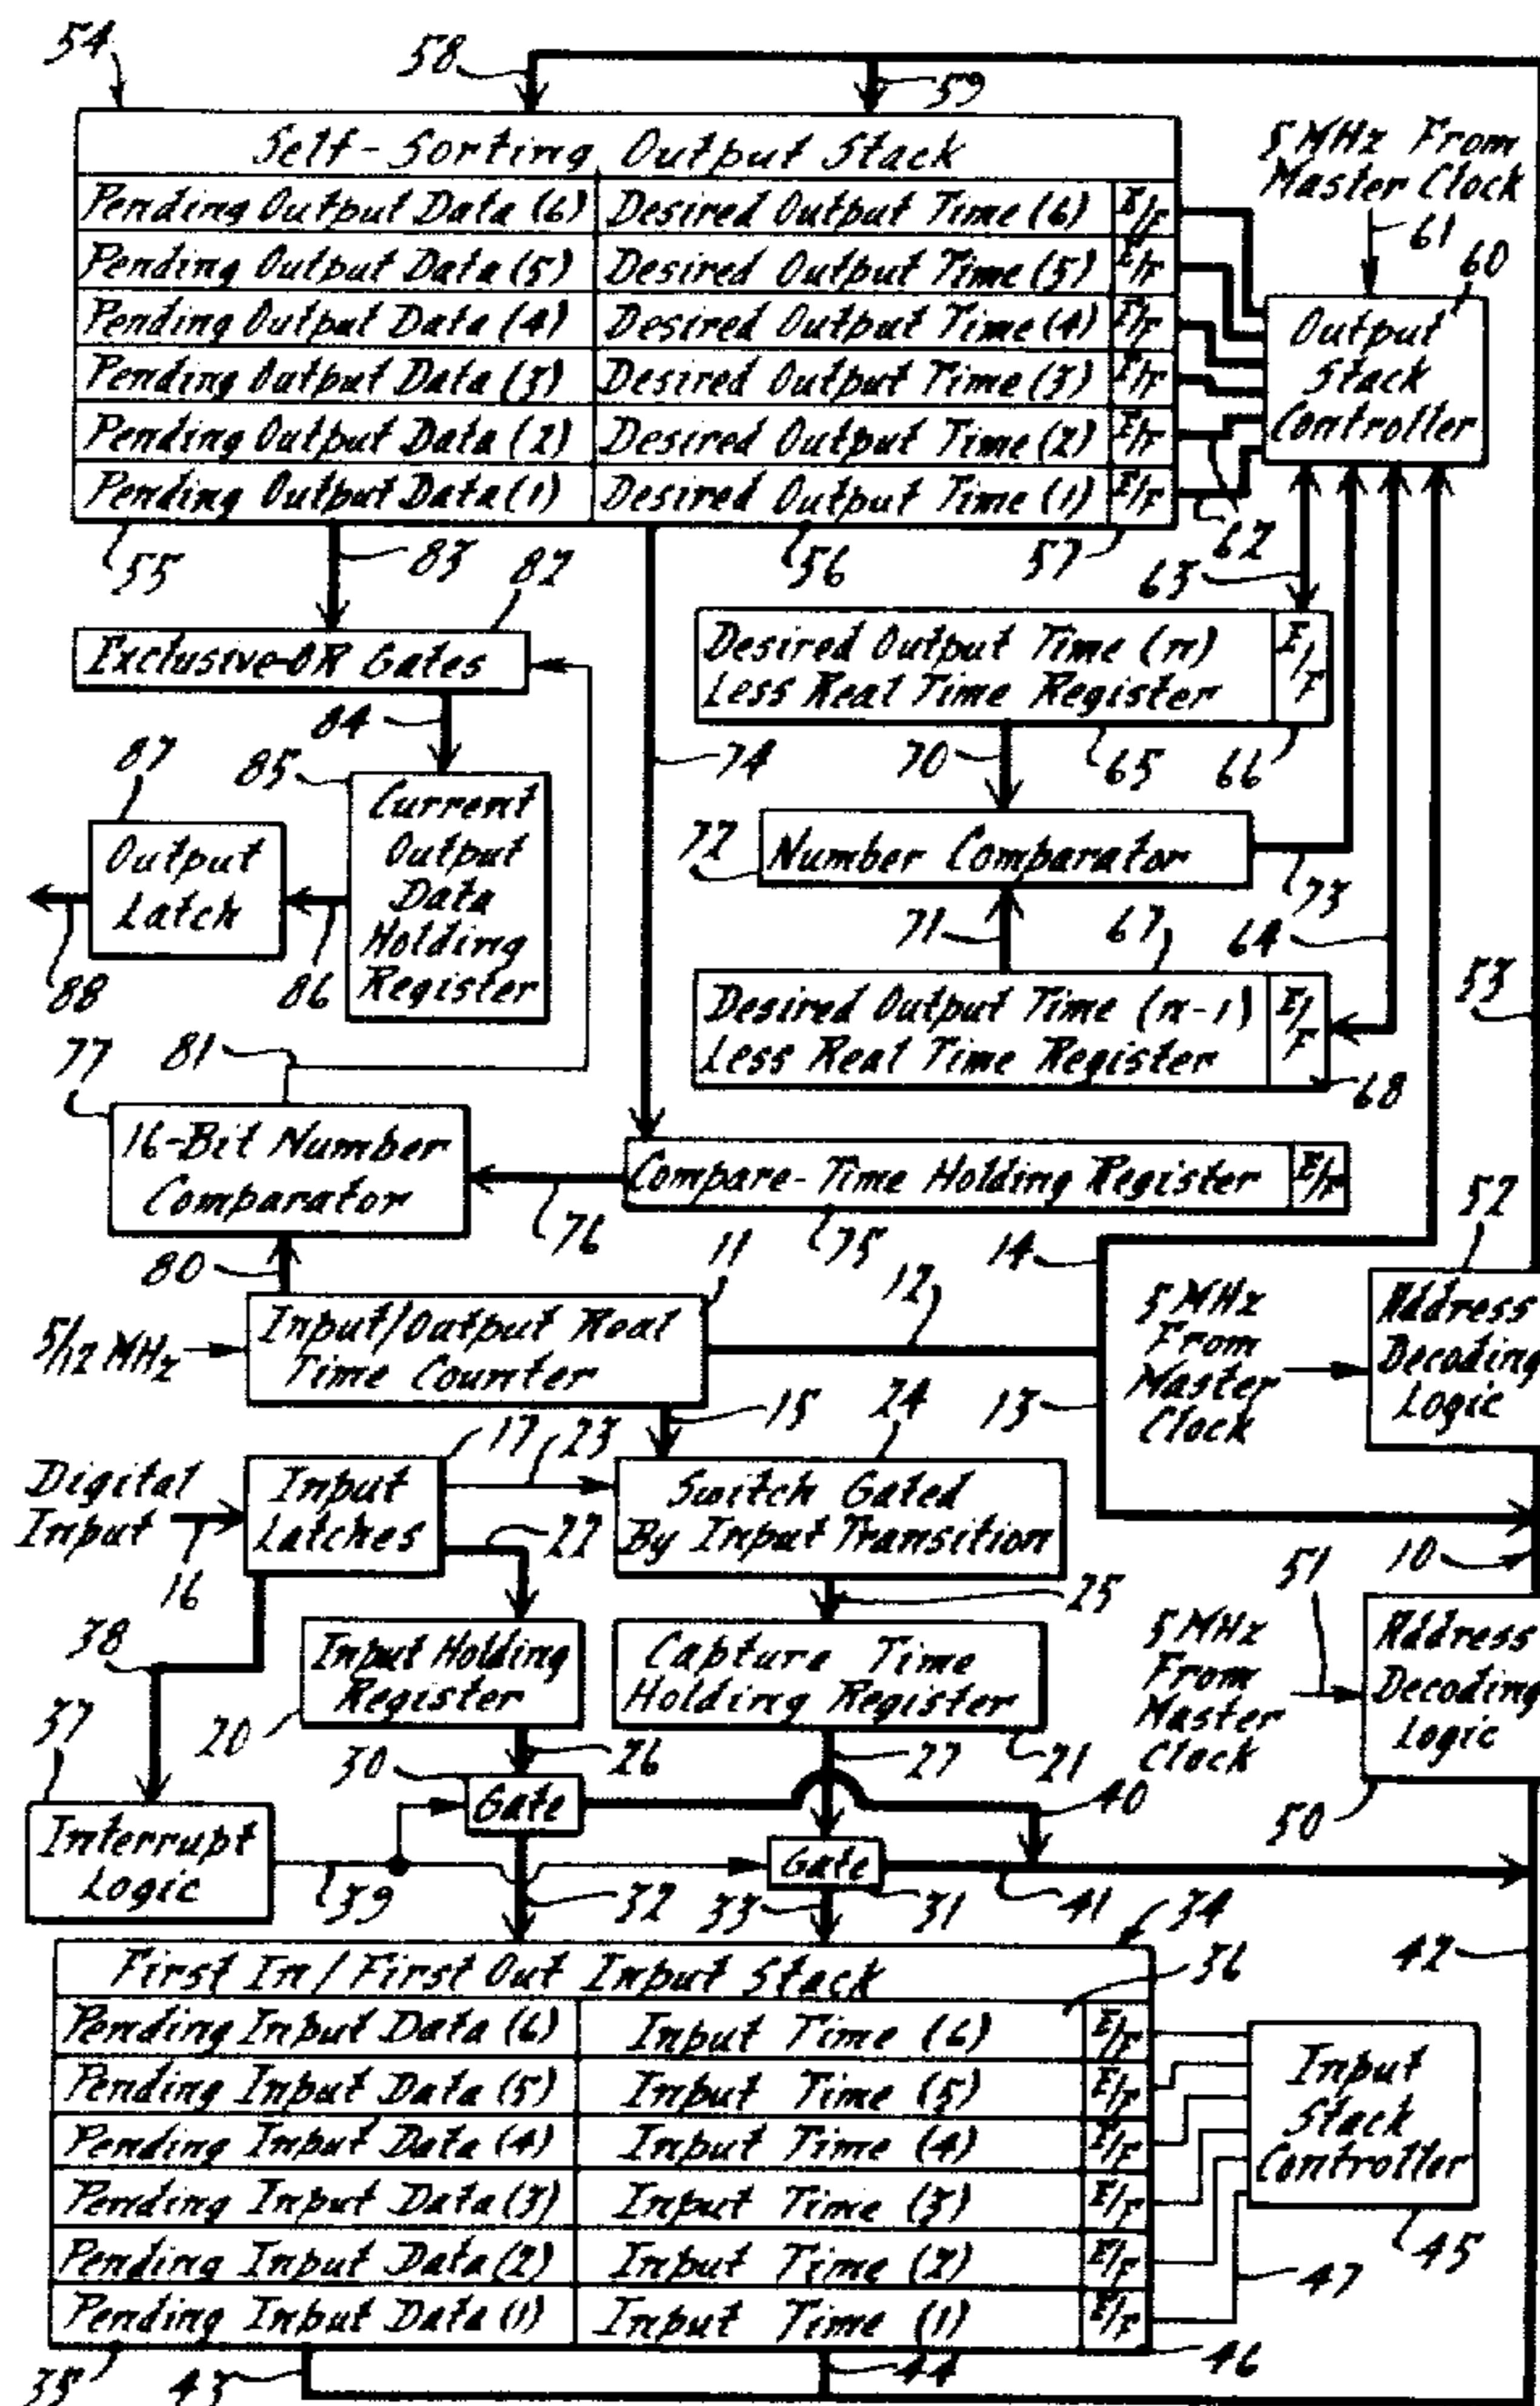 54
58
59
Self-Sorting Output Stack
Pending Output Data (6) Desired Output Time (6) E/F
Pending Output Data (5) Desired Output Time (5) E/F
Pending Output Data (4) Desired Output Time (4) E/F
Pending Output Data (3) Desired Output Time (3) E/F
Pending Output Data (2) Desired Output Time (2) E/F
Pending Output Data (1) Desired Output Time (1) E/F
5 MHz From
Master Clock
61
60
Output
Stack
Controller
55
83
82
56
57
62
63
Exclusive-OR Gates
Desired Output Time (n)
Less Real Time Register
E/F
84
87
85
74
70
65
66
Current
Output
Data
Holding
Register
Output
Latch
88
86
72
Number Comparator
73
71
67
64
53
Desired Output Time (n-1)
Less Real Time Register
E/F
68
77
81
16-Bit Number
Comparator
Compare-Time Holding Register E/F
76
75
80
11
12
14
52
5/12 MHz
Input/Output Real
Time Counter
5 MHz
From
Master
Clock
Address
Decoding
Logic
13
15
24
17
23
Digital
Input
16
Input
Latches
22
Switch Gated
By Input Transition
10
51
25
38
Input Holding
Register
Capture Time
Holding Register
5 MHz
From
Master
Clock
Address
Decoding
Logic
37
20
30
26
27
21
40
50
Interrupt
Logic
Gate
Gate
39
32
33
31
41
34
42
First In/First Out Input Stack
36
Pending Input Data (6) Input Time (6) E/F
Pending Input Data (5) Input Time (5) E/F
Pending Input Data (4) Input Time (4) E/F
Pending Input Data (3) Input Time (3) E/F
Pending Input Data (2) Input Time (2) E/F
Pending Input Data (1) Input Time (1) E/F
Input
Stack
Controller
45
47
35
43
44
46